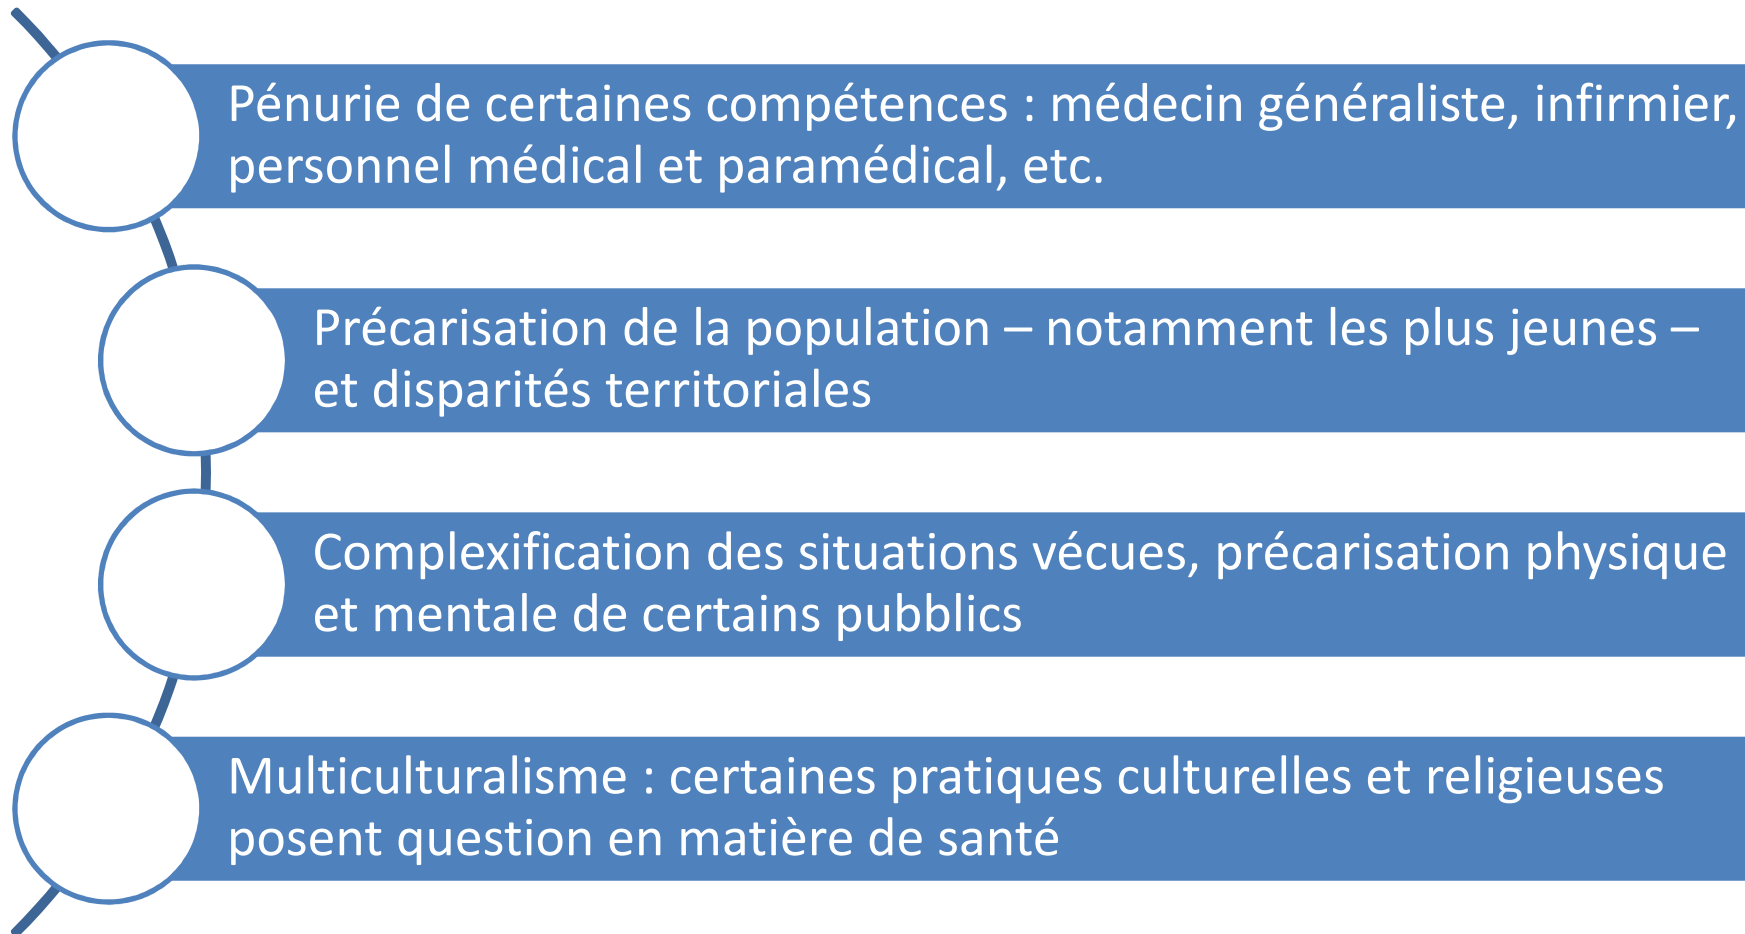 Pénurie de certaines compétences : médecin généraliste, infirmier,
personnel médical et paramédical, etc.
Précarisation de la population – notamment les plus jeunes –
et disparités territoriales
Complexification des situations vécues, précarisation physique
et mentale de certains pubblics
Multiculturalisme : certaines pratiques culturelles et religieuses
posent question en matière de santé